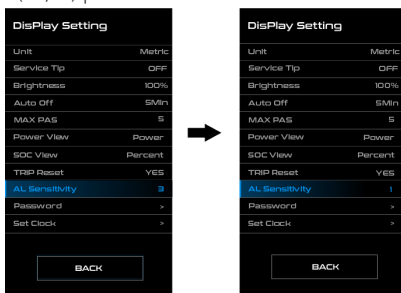 DisPlay Setting
Unit Metric
Service Tip OFF
Brightness 100%
Auto Off 5Min
MAX PAS 5
Power View Power
SOC View Percent
TRIP Reset YES
AL Sensitivity 3
Password >
Set Clock >
BACK
DisPlay Setting
Unit Metric
Service Tip OFF
Brightness 100%
Auto Off 5Min
MAX PAS 5
Power View Power
SOC View Percent
TRIP Reset YES
AL Sensitivity 1
Password >
Set Clock >
BACK